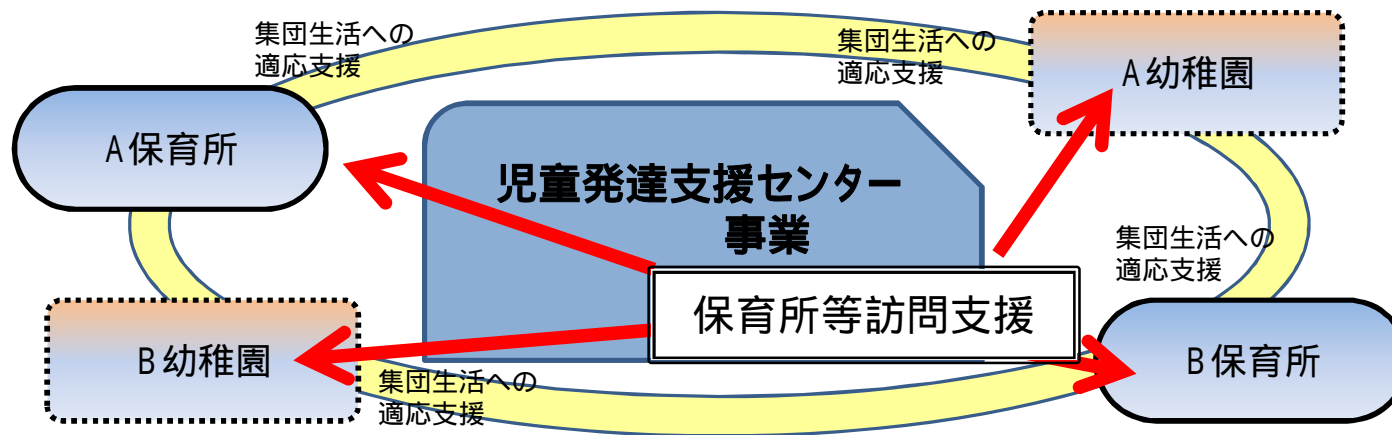 集団生活への
適応支援
集団生活への
適応支援
A幼稚園
A保育所
児童発達支援センター
事業
集団生活への
適応支援
保育所等訪問支援
B幼稚園
B保育所
集団生活への
適応支援